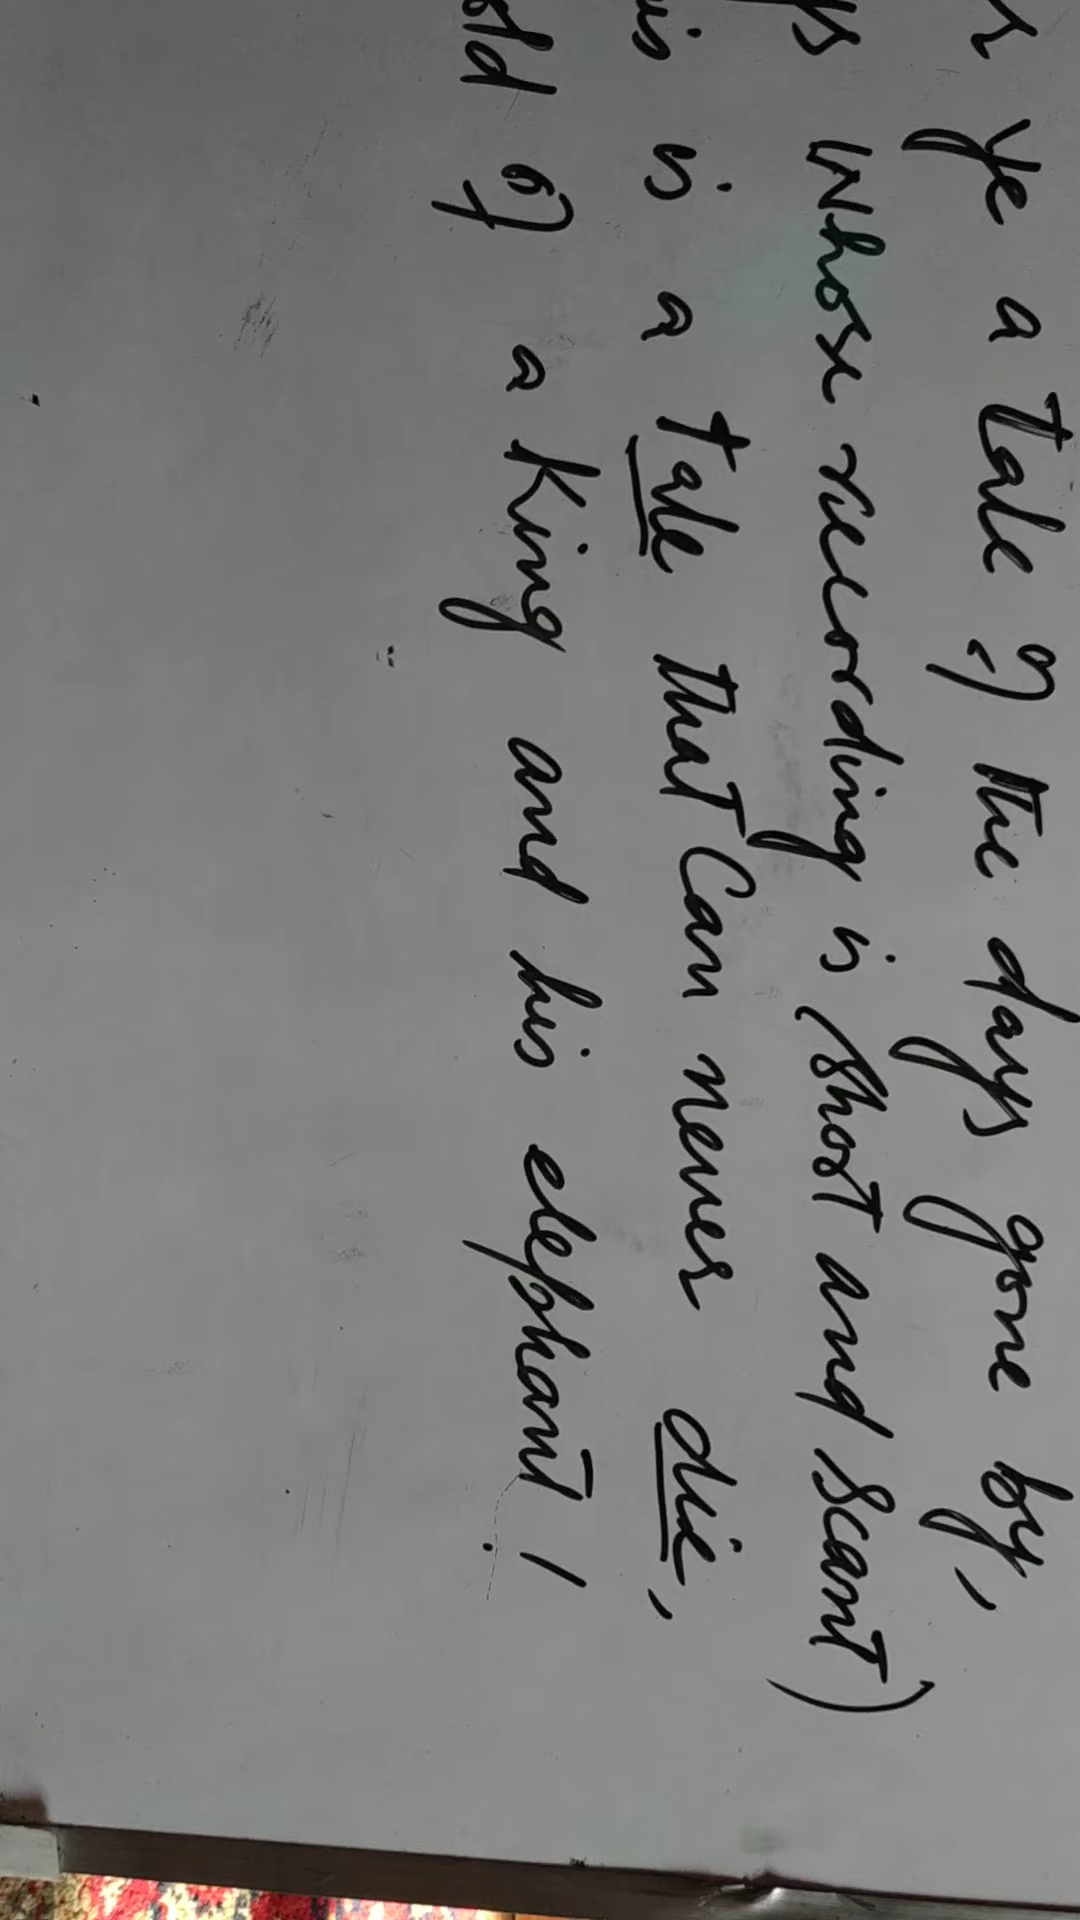 ye a tale of the days gone by,
whose recording is short and scant)
is a tale that can never die,
of a King and his elephant!